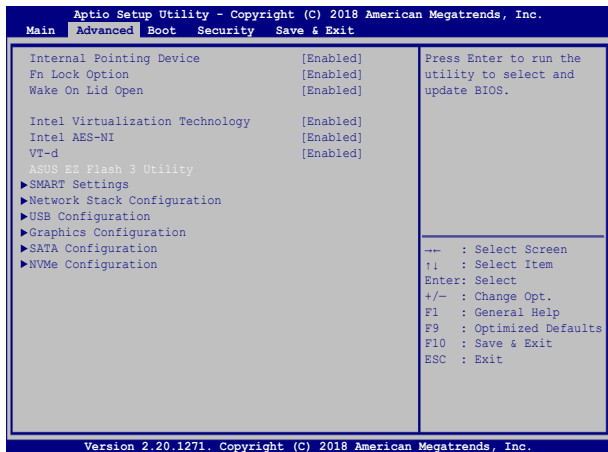 Aptio Setup Utility - Copyright (C) 2018 American Megatrends, Inc.
Main Advanced Boot Security Save & Exit
Internal Pointing Device [Enabled]
Fn Lock Option [Enabled]
Wake On Lid Open [Enabled]
Intel Virtualization Technology [Enabled]
Intel AES-NI [Enabled]
VT-d [Enabled]
ASUS EZ Flash 3 Utility
▶SMART Settings
▶Network Stack Configuration
▶USB Configuration
▶Graphics Configuration
▶SATA Configuration
▶NVMe Configuration
Press Enter to run the
utility to select and
update BIOS.
→← : Select Screen
↑↓ : Select Item
Enter: Select
+/— : Change Opt.
F1 : General Help
F9 : Optimized Defaults
F10 : Save & Exit
ESC : Exit
Version 2.20.1271. Copyright (C) 2018 American Megatrends, Inc.